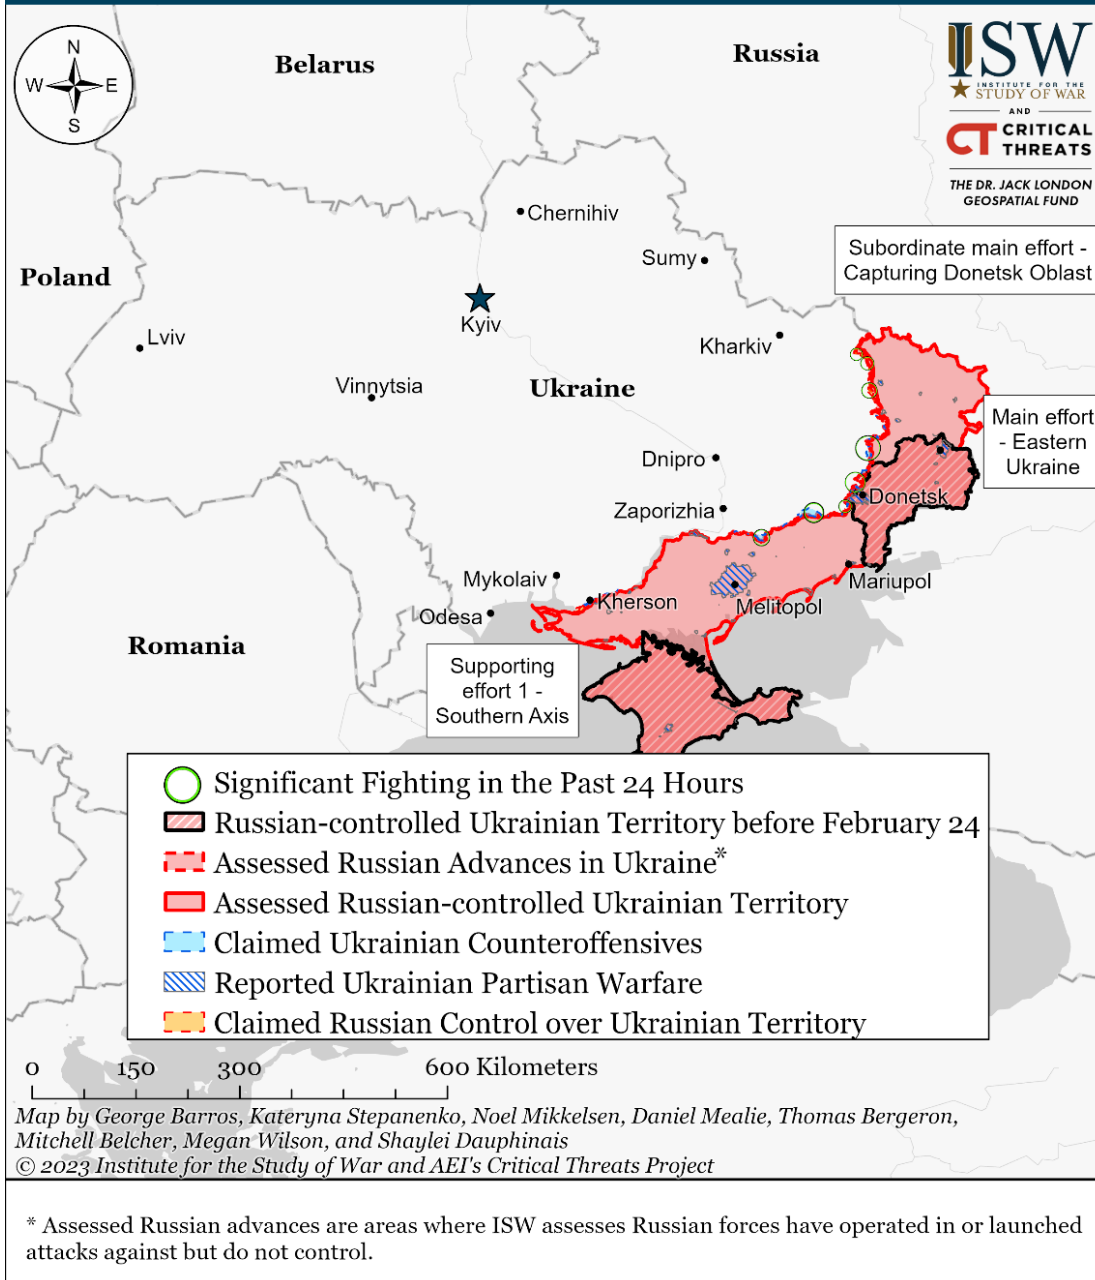 N
W
E
S
Belarus
Russia
ISW
INSTITUTE FOR THE
STUDY OF WAR
AND
CT CRITICAL
THREATS
THE DR. JACK LONDON
GEOSPATIAL FUND
Chernihiv
Subordinate main effort -
Capturing Donetsk Oblast
Sumy
Poland
Kyiv
Lviv
Kharkiv
Vinnytsia
Ukraine
Main effort
- Eastern
Ukraine
Dnipro
Donetsk
Zaporizhia
Mykolaiv
Mariupol
Kherson
Melitopol
Odesa
Romania
Supporting
effort 1 -
Southern Axis
Significant Fighting in the Past 24 Hours
Russian-controlled Ukrainian Territory before February 24
Assessed Russian Advances in Ukraine*
Assessed Russian-controlled Ukrainian Territory
Claimed Ukrainian Counteroffensives
Reported Ukrainian Partisan Warfare
Claimed Russian Control over Ukrainian Territory
0 150 300 600 Kilometers
Map by George Barros, Kateryna Stepanenko, Noel Mikkelsen, Daniel Mealie, Thomas Bergeron,
Mitchell Belcher, Megan Wilson, and Shaylei Dauphinais
© 2023 Institute for the Study of War and AEI's Critical Threats Project
* Assessed Russian advances are areas where ISW assesses Russian forces have operated in or launched
attacks against but do not control.